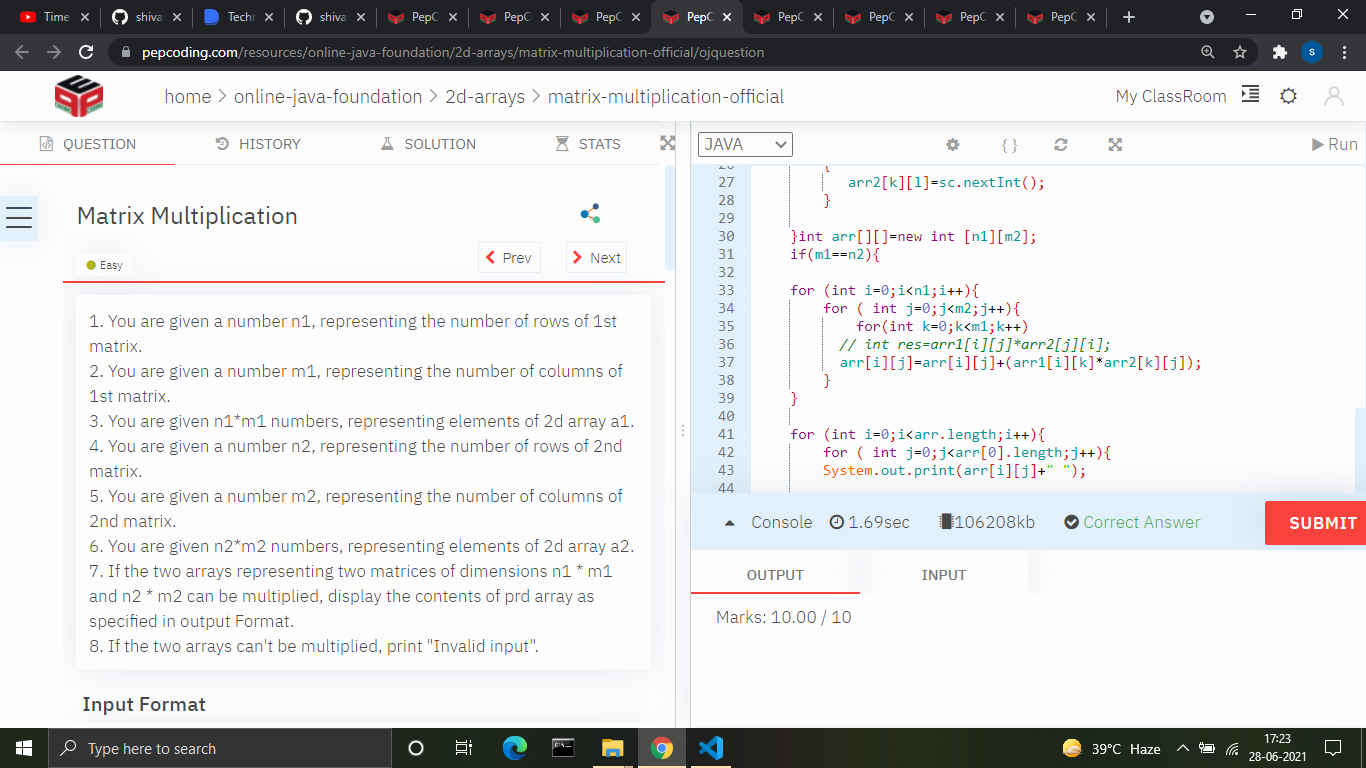 Time
shiva
Techr
shiva
PepC
PepC
PepC
PepC
PepC
PepC
PepC
PepC
pepcoding.com/resources/online-java-foundation/2d-arrays/matrix-multiplication-official/ojquestion
S
home > online-java-foundation > 2d-arrays > matrix-multiplication-official
My ClassRoom
QUESTION HISTORY SOLUTION STATS
JAVA
{ } Run
Matrix Multiplication
Easy
Prev Next
1. You are given a number n1, representing the number of rows of 1st
matrix.
2. You are given a number m1, representing the number of columns of
1st matrix.
3. You are given n1*m1 numbers, representing elements of 2d array a1.
4. You are given a number n2, representing the number of rows of 2nd
matrix.
5. You are given a number m2, representing the number of columns of
2nd matrix.
6. You are given n2*m2 numbers, representing elements of 2d array a2.
7. If the two arrays representing two matrices of dimensions n1 * m1
and n2 * m2 can be multiplied, display the contents of prd array as
specified in output Format.
8. If the two arrays can't be multiplied, print "Invalid input".
Input Format
26 {
27 arr2[k][l]=sc.nextInt();
28 }
29
30 }int arr[][]=new int [n1][m2];
31 if(m1==n2){
32
33 for (int i=0;i<n1;i++){
34 for ( int j=0;j<m2;j++){
35 for(int k=0;k<m1;k++)
36 // int res=arr1[i][j]*arr2[j][i];
37 arr[i][j]=arr[i][j]+(arr1[i][k]*arr2[k][j]);
38 }
39 }
40
41 for (int i=0;i<arr.length;i++){
42 for ( int j=0;j<arr[0].length;j++){
43 System.out.print(arr[i][j]+" ");
44
Console 1.69sec 106208kb Correct Answer
SUBMIT
OUTPUT INPUT
Marks: 10.00 / 10
Type here to search
39°C Haze
17:23
28-06-2021